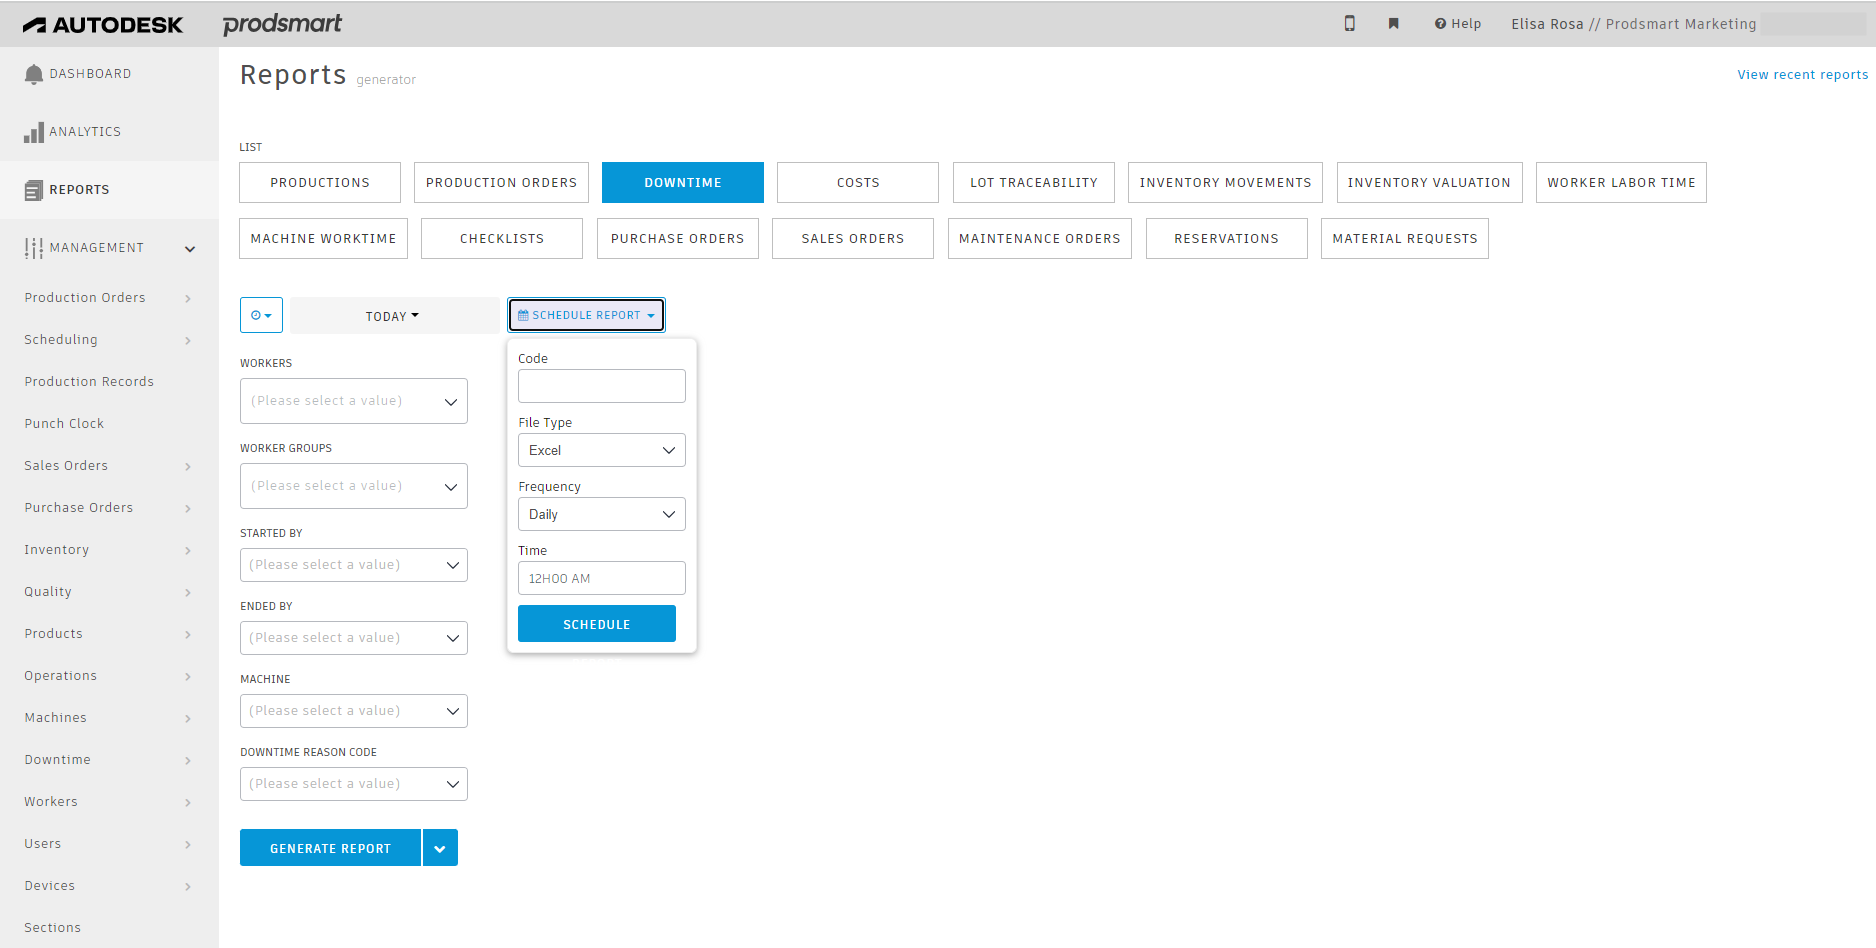 AUTODESK prodsmart Help Elisa Rosa // Prodsmart Marketing
DASHBOARD
ANALYTICS
REPORTS
MANAGEMENT
Production Orders
Scheduling
Production Records
Punch Clock
Sales Orders
Purchase Orders
Inventory
Quality
Products
Operations
Machines
Downtime
Workers
Users
Devices
Sections
Reports generator
View recent reports
LIST
PRODUCTIONS PRODUCTION ORDERS DOWNTIME COSTS LOT TRACEABILITY INVENTORY MOVEMENTS INVENTORY VALUATION WORKER LABOR TIME
MACHINE WORKTIME CHECKLISTS PURCHASE ORDERS SALES ORDERS MAINTENANCE ORDERS RESERVATIONS MATERIAL REQUESTS
TODAY SCHEDULE REPORT
WORKERS
(Please select a value)
WORKER GROUPS
(Please select a value)
STARTED BY
(Please select a value)
ENDED BY
(Please select a value)
MACHINE
(Please select a value)
DOWNTIME REASON CODE
(Please select a value)
GENERATE REPORT
Code
File Type
Excel
Frequency
Daily
Time
12H00 AM
SCHEDULE